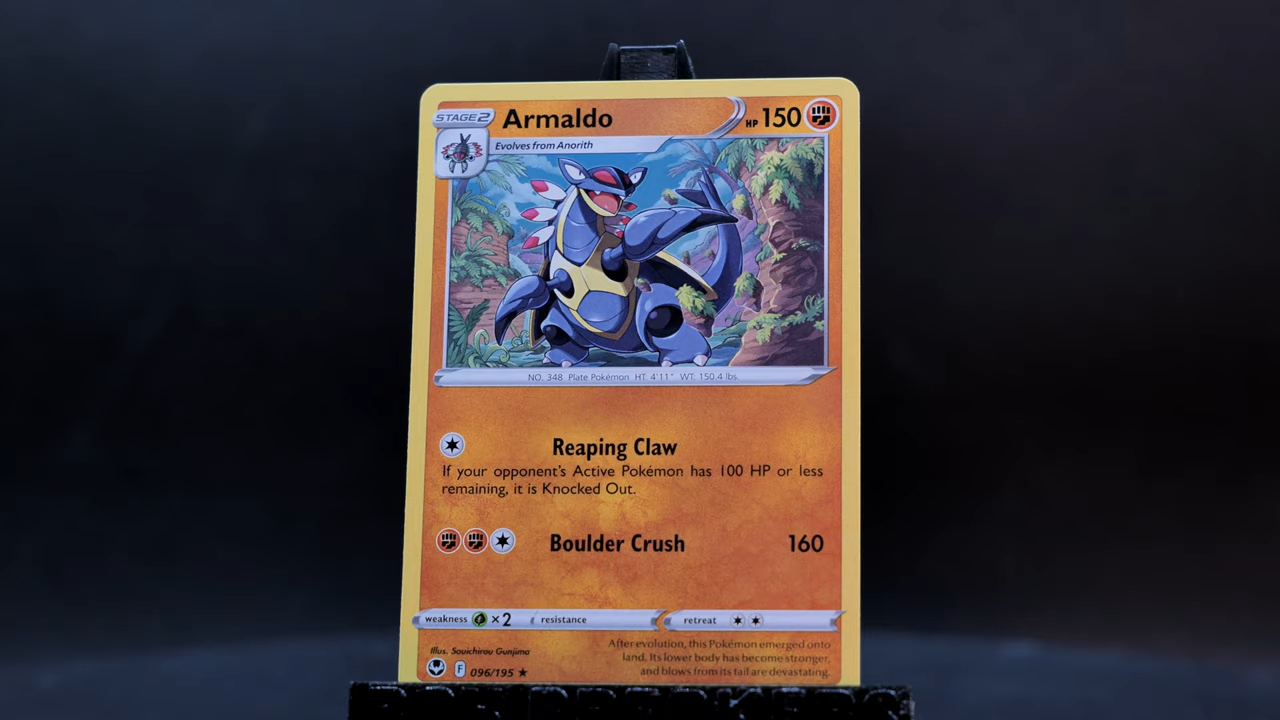 STAGE 2
Armaldo
HP 150
Evolves from Anorith
NO. 348 Plate Pokémon HT: 4'11" WT: 150.4 lbs.
Reaping Claw
If your opponent's Active Pokémon has 100 HP or less
remaining, it is Knocked Out.
Boulder Crush 160
weakness ×2 resistance retreat
Illus. Souichirou Gunjima
F 096/195 ★
After evolution, this Pokémon emerged onto
land. Its lower body has become stronger,
and blows from its tail are devastating.